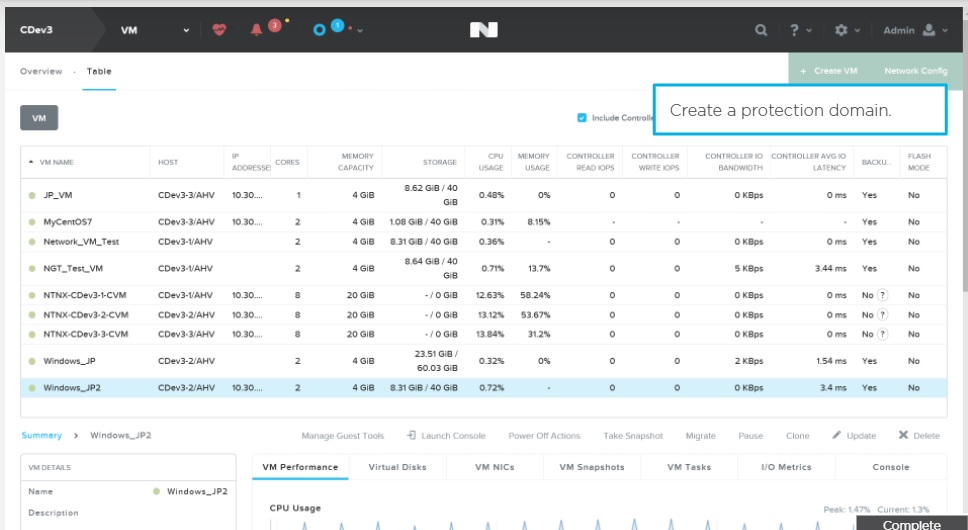 CDev3 VM 3 1 ? Admin
Overview · Table + Create VM Network Config
Create a protection domain.
VM Include Controlle
VM NAME HOST IP ADDRESSE CORES MEMORY CAPACITY STORAGE CPU USAGE MEMORY USAGE CONTROLLER READ IOPS CONTROLLER WRITE IOPS CONTROLLER IO BANDWIDTH CONTROLLER AVG IO LATENCY BACKU... FLASH MODE
JP_VM CDev3-3/AHV 10.30.... 1 4 GiB 8.62 GiB / 40 GiB 0.48% 0% 0 0 0 KBps 0 ms Yes No
MyCentOS7 CDev3-3/AHV 10.30.... 2 4 GiB 1.08 GiB / 40 GiB 0.31% 8.15% - - - - Yes No
Network_VM_Test CDev3-1/AHV 2 4 GiB 8.31 GiB / 40 GiB 0.36% - 0 0 0 KBps 0 ms Yes No
NGT_Test_VM CDev3-1/AHV 2 4 GiB 8.64 GiB / 40 GiB 0.71% 13.7% 0 0 5 KBps 3.44 ms Yes No
NTNX-CDev3-1-CVM CDev3-1/AHV 10.30.... 8 20 GiB - / 0 GiB 12.63% 58.24% 0 0 0 KBps 0 ms No ? No
NTNX-CDev3-2-CVM CDev3-2/AHV 10.30.... 8 20 GiB - / 0 GiB 13.12% 53.67% 0 0 0 KBps 0 ms No ? No
NTNX-CDev3-3-CVM CDev3-3/AHV 10.30.... 8 20 GiB - / 0 GiB 13.84% 31.2% 0 0 0 KBps 0 ms No ? No
Windows_JP CDev3-2/AHV 2 4 GiB 23.51 GiB / 60.03 GiB 0.32% 0% 0 0 2 KBps 1.54 ms Yes No
Windows_JP2 CDev3-2/AHV 10.30.... 2 4 GiB 8.31 GiB / 40 GiB 0.72% - 0 0 0 KBps 3.4 ms Yes No
Summary > Windows_JP2 Manage Guest Tools Launch Console Power Off Actions Take Snapshot Migrate Pause Clone Update Delete
VM DETAILS VM Performance Virtual Disks VM NICs VM Snapshots VM Tasks I/O Metrics Console
Name Windows_JP2
CPU Usage Peak: 1.47% Current: 1.3%
Description
Complete